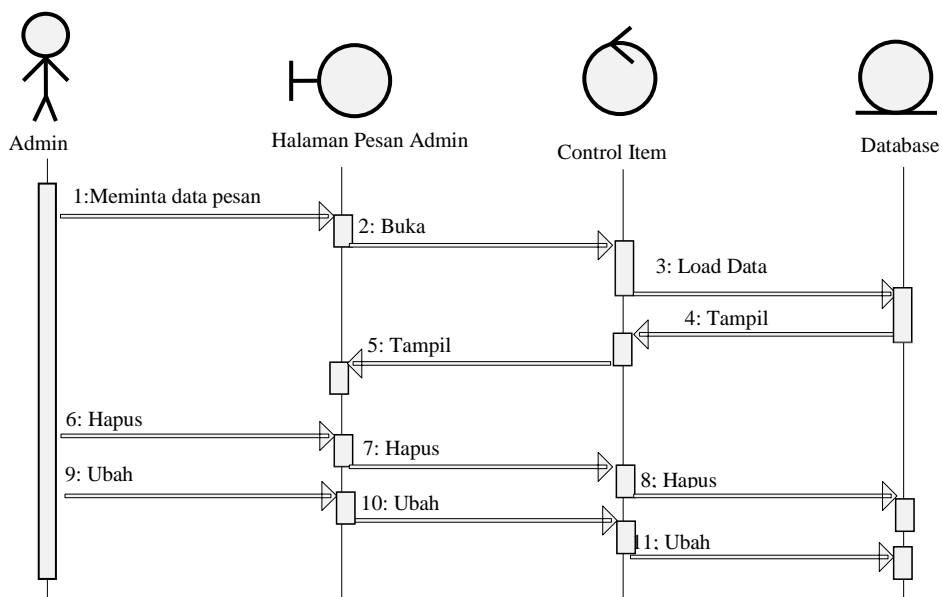 Admin
Halaman Pesan Admin
Control Item
Database
1:Meminta data pesan
2: Buka
3: Load Data
4: Tampil
5: Tampil
6: Hapus
7: Hapus
8; Hapus
9: Ubah
10: Ubah
11; Ubah